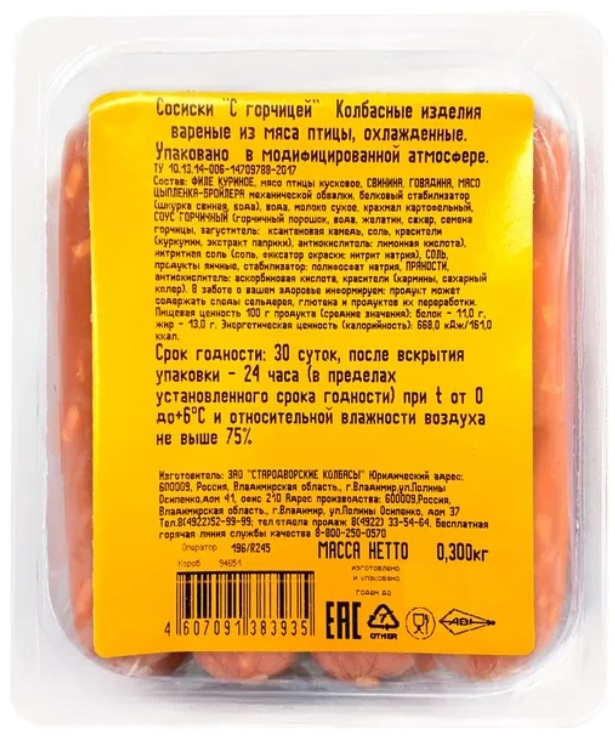 Сосиски "С горчицей" Колбасные изделия
вареные из мяса птицы, охлажденные.
Упаковано в модифицированной атмосфере.
ТУ 10.13.14-006-14709788-2017
Состав: ФИЛЕ КУРИНОЕ, мясо птицы кусковое, СВИНИНА, ГОВЯДИНА, МЯСО
ЦЫПЛЕНКА-БРОЙЛЕРА механической обвалки, белковый стабилизатор
(шкурка свиная, вода), вода, молоко сухое, крахмал картофельный,
СОУС ГОРЧИЧНЫЙ (горчичный порошок, вода, желатин, сахар, семена
горчицы, загуститель: ксантановая камедь, соль, красители
(куркумин, экстракт паприки), антиокислитель: лимонная кислота),
нитритная соль (соль, фиксатор окраски: нитрит натрия), СОЛЬ,
продукты яичные, стабилизатор: полифосфат натрия, ПРЯНОСТИ,
антиокислитель: аскорбиновая кислота, красители (кармины, сахарный
колер). В заботе о вашем здоровье информируем: продукт может
содержать следы сельдерея, глютена и продуктов их переработки.
Пищевая ценность 100 г продукта (средние значения): белок - 11,0 г,
жир - 13,0 г. Энергетическая ценность (калорийность): 668,0 кДж/161,0
ккал.
Срок годности: 30 суток, после вскрытия
упаковки - 24 часа (в пределах
установленного срока годности) при t от 0
до+6°С и относительной влажности воздуха
не выше 75%
Изготовитель: ЗАО "СТАРОДВОРСКИЕ КОЛБАСЫ" Юридический адрес:
600009, Россия, Владимирская область, г.Владимир,ул.Полины
Осипенко,дом 41, офис 210 Адрес производства: 600009,Россия,
Владимирская область., г.Владимир, ул.Полины Осипенко, дом 37
Тел.8(4922)52-99-99; тел отдела продаж 8(4922) 33-54-64. Бесплатная
горячая линия службы качества 8-800-250-0570
Оператор 196/R245 МАССА НЕТТО 0,300кг
Короб 94651
изготовлено
и упаковано
годен до
4 607091 383935
ЕАС 7 OTHER